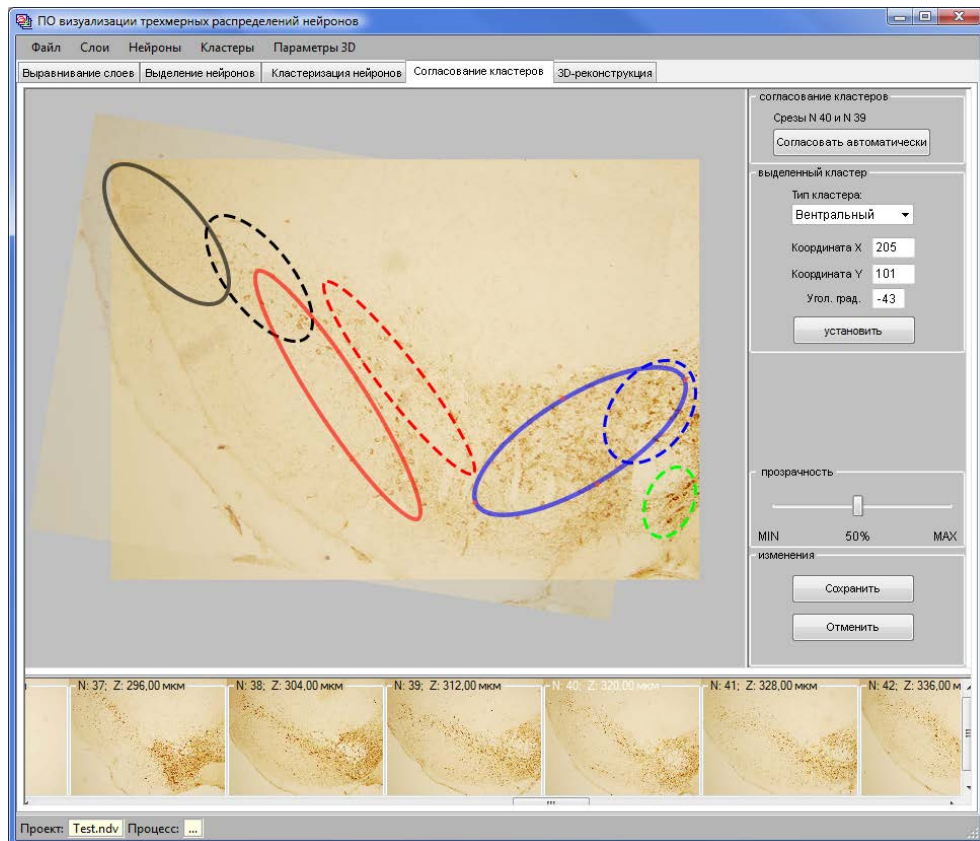 ПО визуализации трехмерных распределений нейронов
Файл Слои Нейроны Кластеры Параметры 3D
Выравнивание слоев Выделение нейронов Кластеризация нейронов Согласование кластеров 3D-реконструкция
согласование кластеров
Срезы N 40 и N 39
Согласовать автоматически
выделенный кластер
Тип кластера:
Вентральный
Координата X 205
Координата Y 101
Угол. град. -43
установить
прозрачность
MIN 50% MAX
изменения
Сохранить
Отменить
N: 37; Z: 296,00 мкм N: 38; Z: 304,00 мкм N: 39; Z: 312,00 мкм N: 40; Z: 320,00 мкм N: 41; Z: 328,00 мкм N: 42; Z: 336,00 м
Проект: Test.ndv Процесс: ...